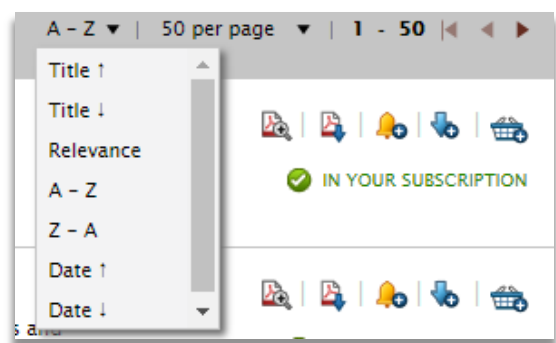 A – Z ▼ | 50 per page ▼ | 1 - 50
Title ↑
Title ↓
Relevance
A – Z
Z – A
Date ↑
Date ↓
IN YOUR SUBSCRIPTION